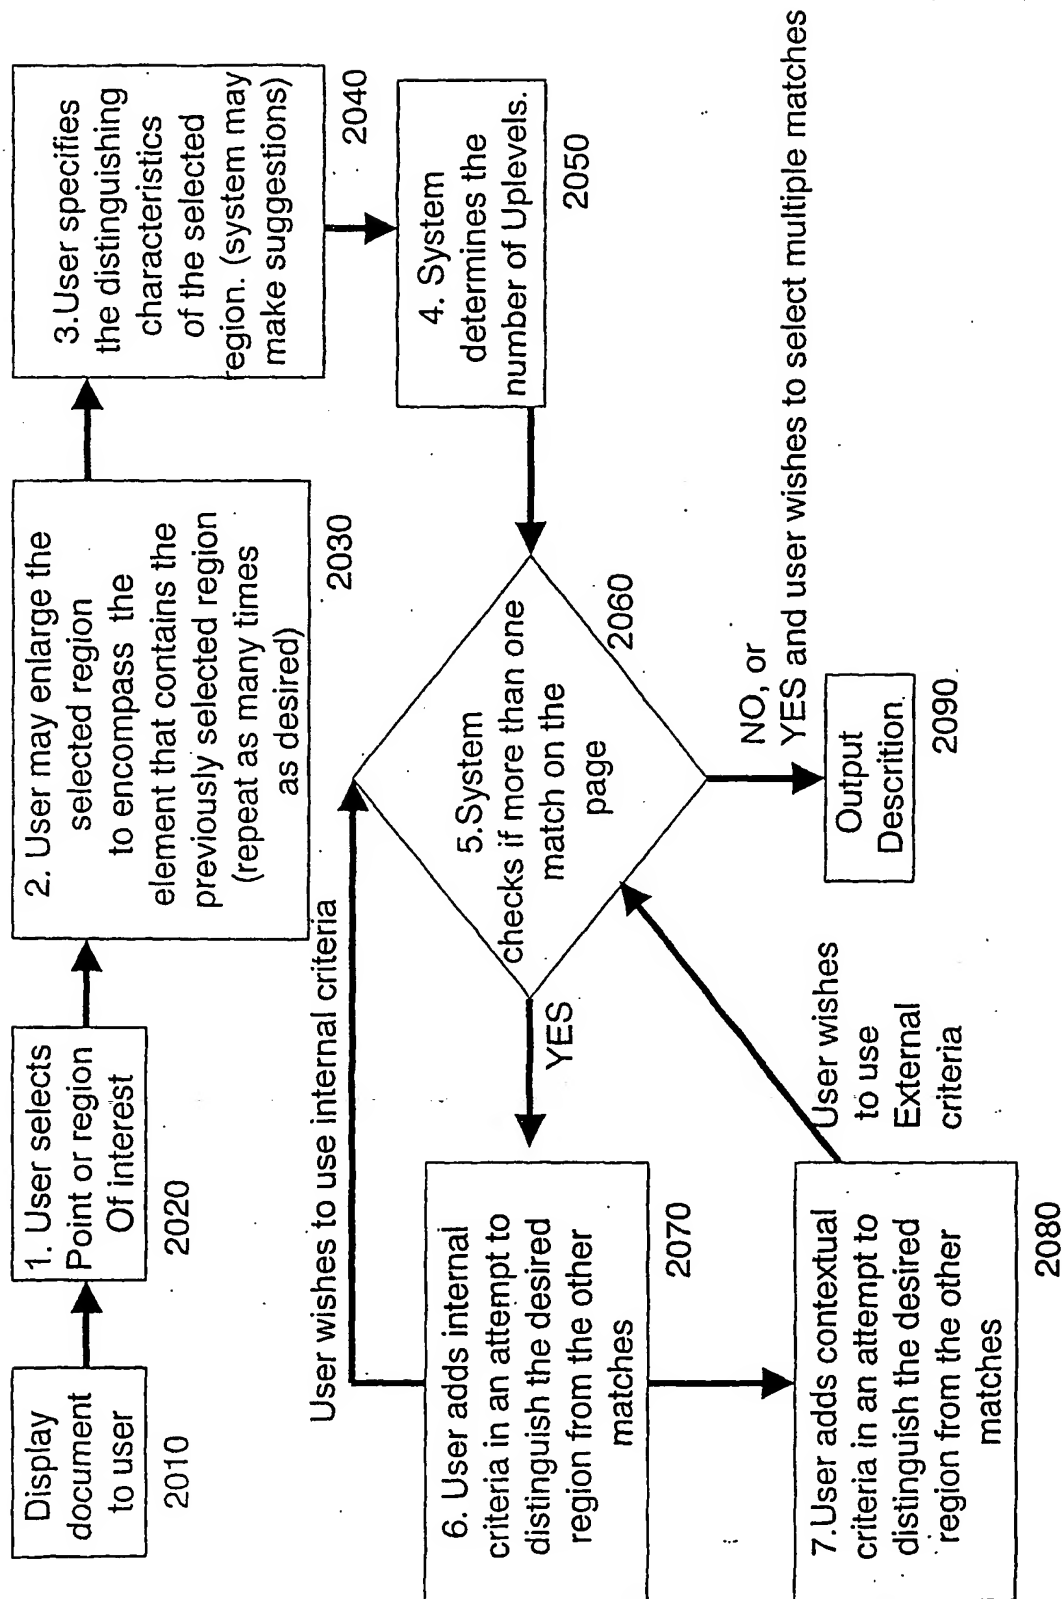 Display
document
to user
2010
1. User selects
Point or region
Of interest
2020
2. User may enlarge the
selected region
to encompass the
element that contains the
previously selected region
(repeat as many times
as desired)
2030
3.User specifies
the distinguishing
characteristics
of the selected
region. (system may
make suggestions)
2040
4. System
determines the
number of Uplevels.
2050
5.System
checks if more than one
match on the
page
2060
User wishes to use internal criteria
YES
6. User adds internal
criteria in an attempt to
distinguish the desired
region from the other
matches
2070
7.User adds contextual
criteria in an attempt to
distinguish the desired
region from the other
matches
2080
User wishes
to use
External
criteria
NO, or
YES and user wishes to select multiple matches
Output
Descrition
2090